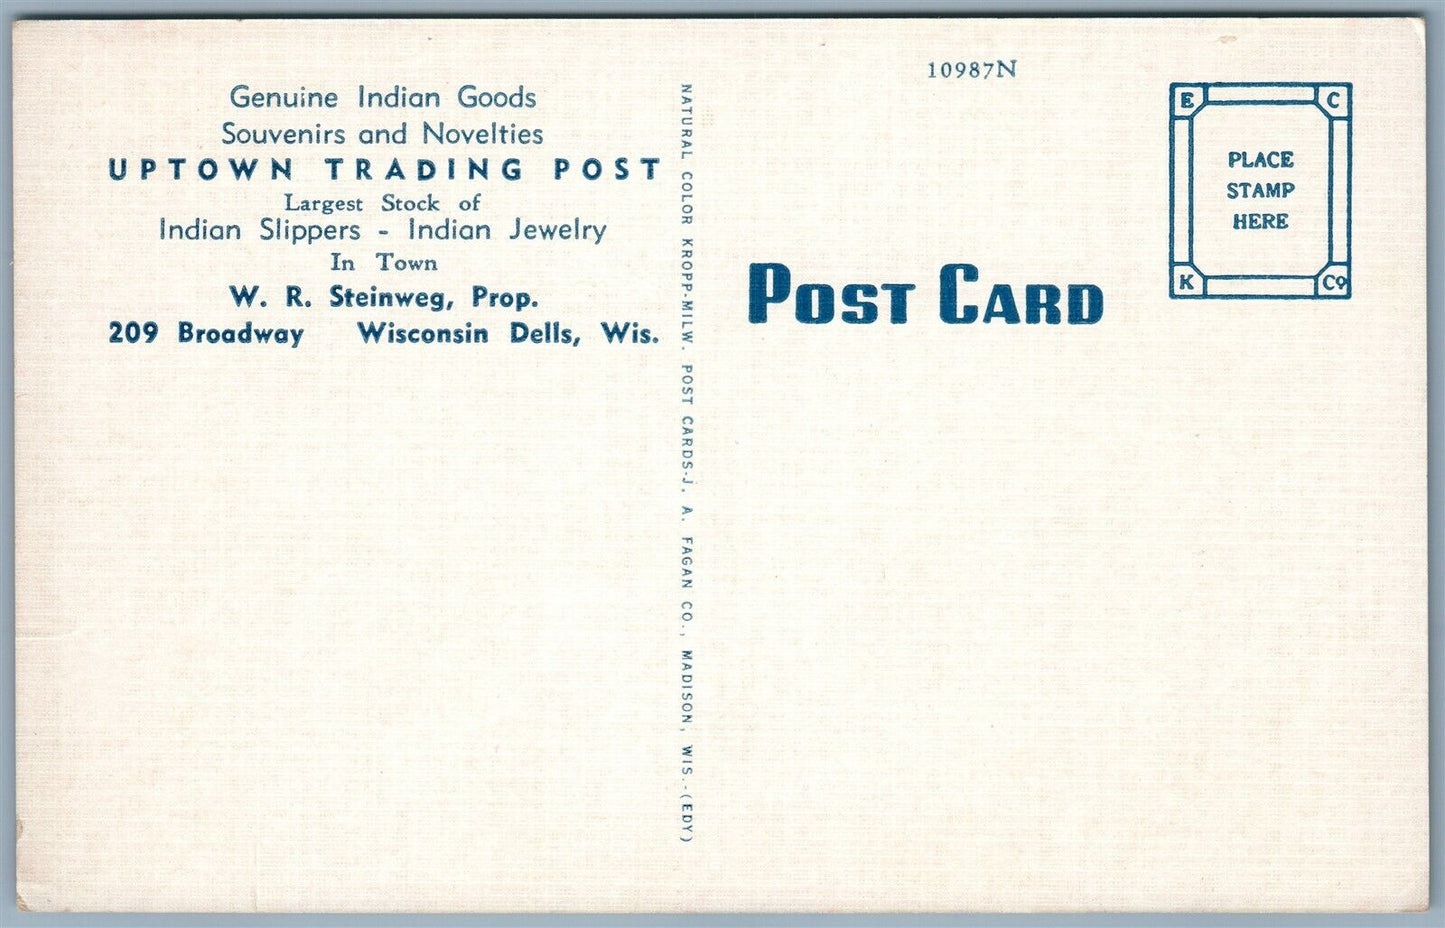 Genuine Indian Goods
Souvenirs and Novelties
UPTOWN TRADING POST
Largest Stock of
Indian Slippers - Indian Jewelry
In Town
W. R. Steinweg, Prop.
209 Broadway Wisconsin Dells, Wis.
NATURAL COLOR KROPP-MILW. POST CARDS-J. A. FAGAN CO., MADISON, WIS.-(EDY)
10987N
POST CARD
E C
PLACE
STAMP
HERE
K Co